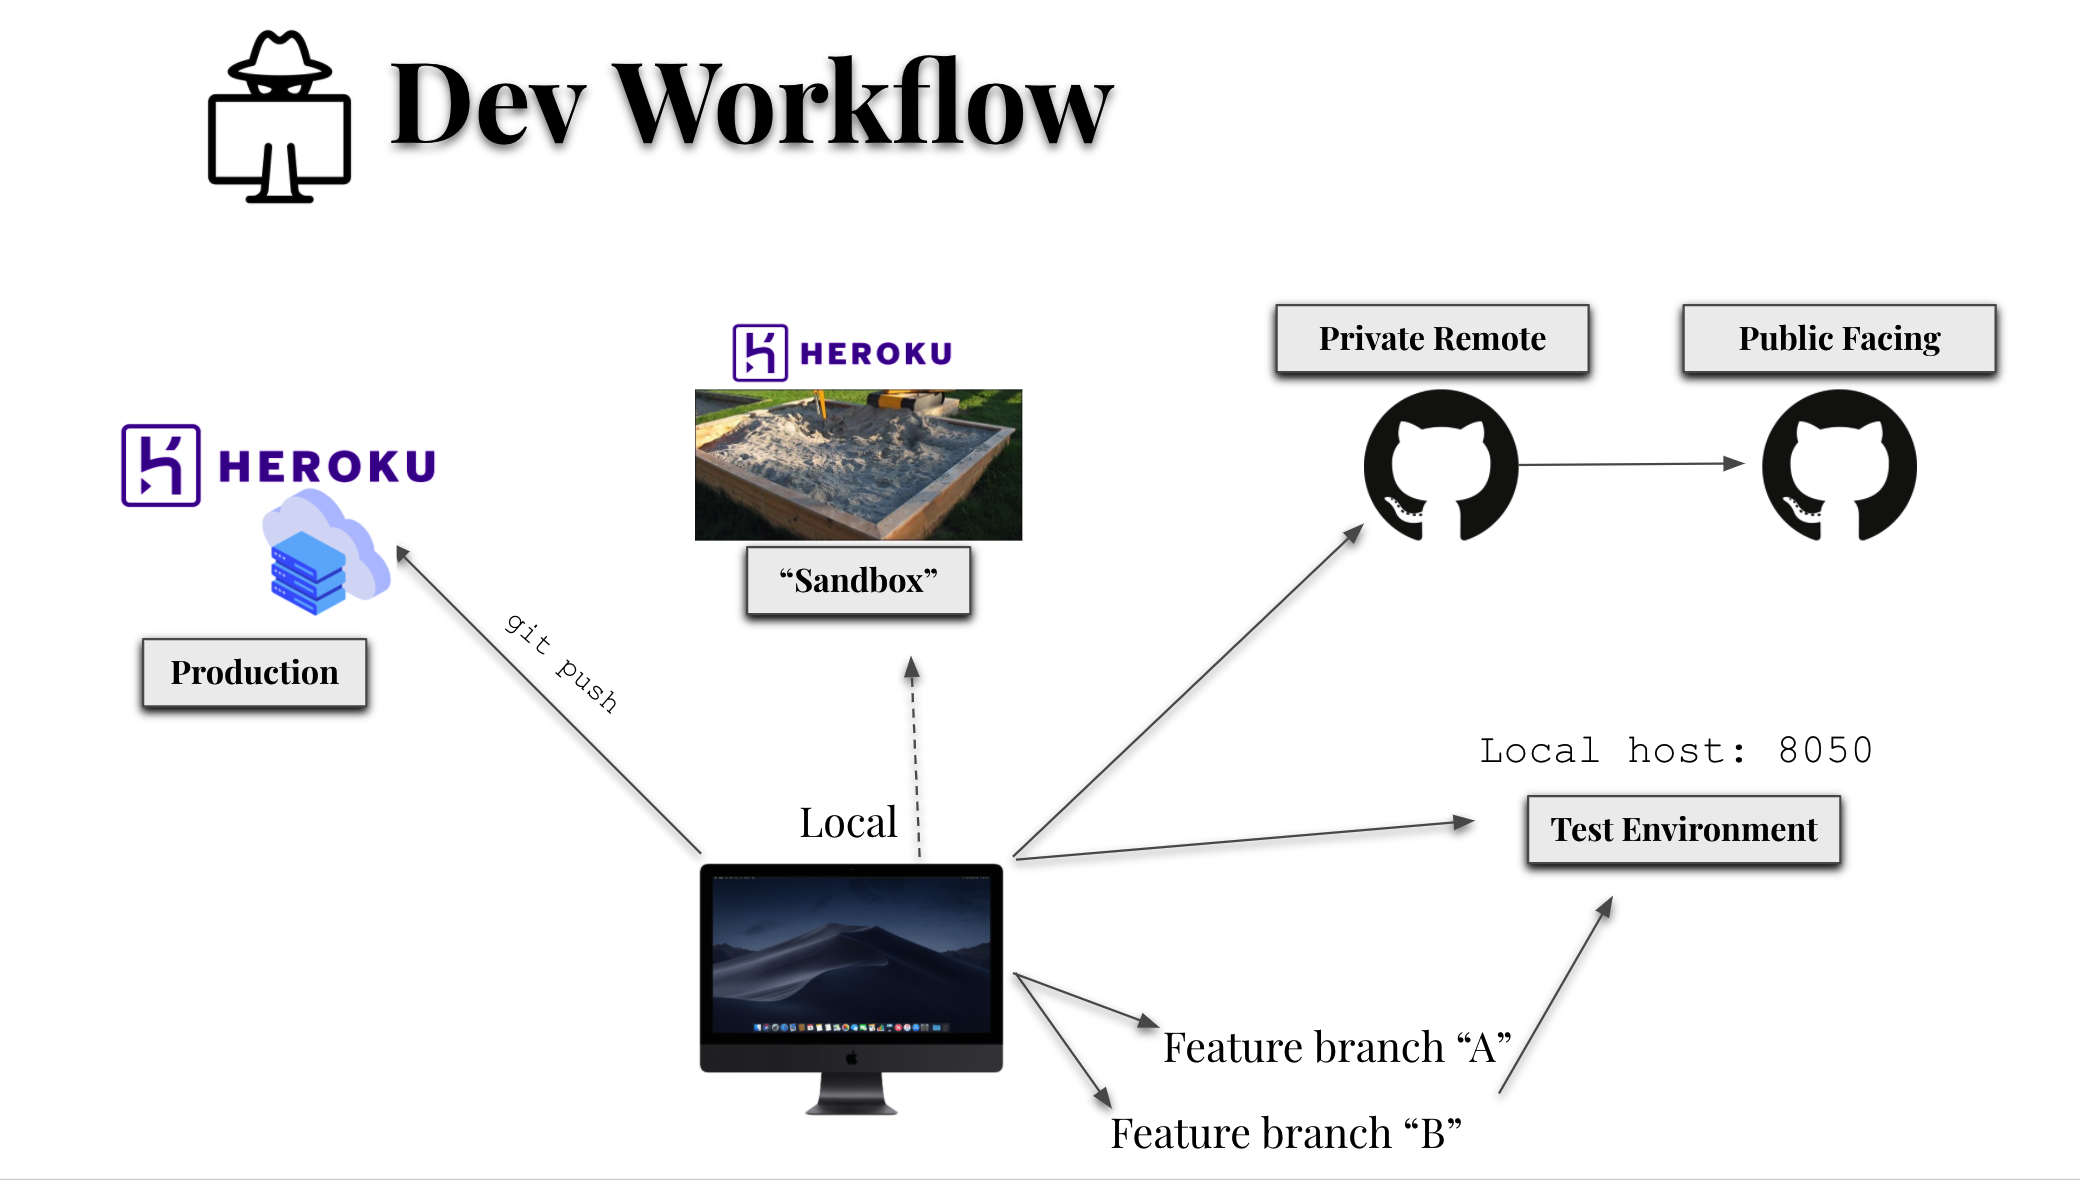 Dev Workflow
HEROKU
Private Remote
Public Facing
HEROKU
“Sandbox”
Production
git push
Local host: 8050
Local
Test Environment
Feature branch “A”
Feature branch “B”